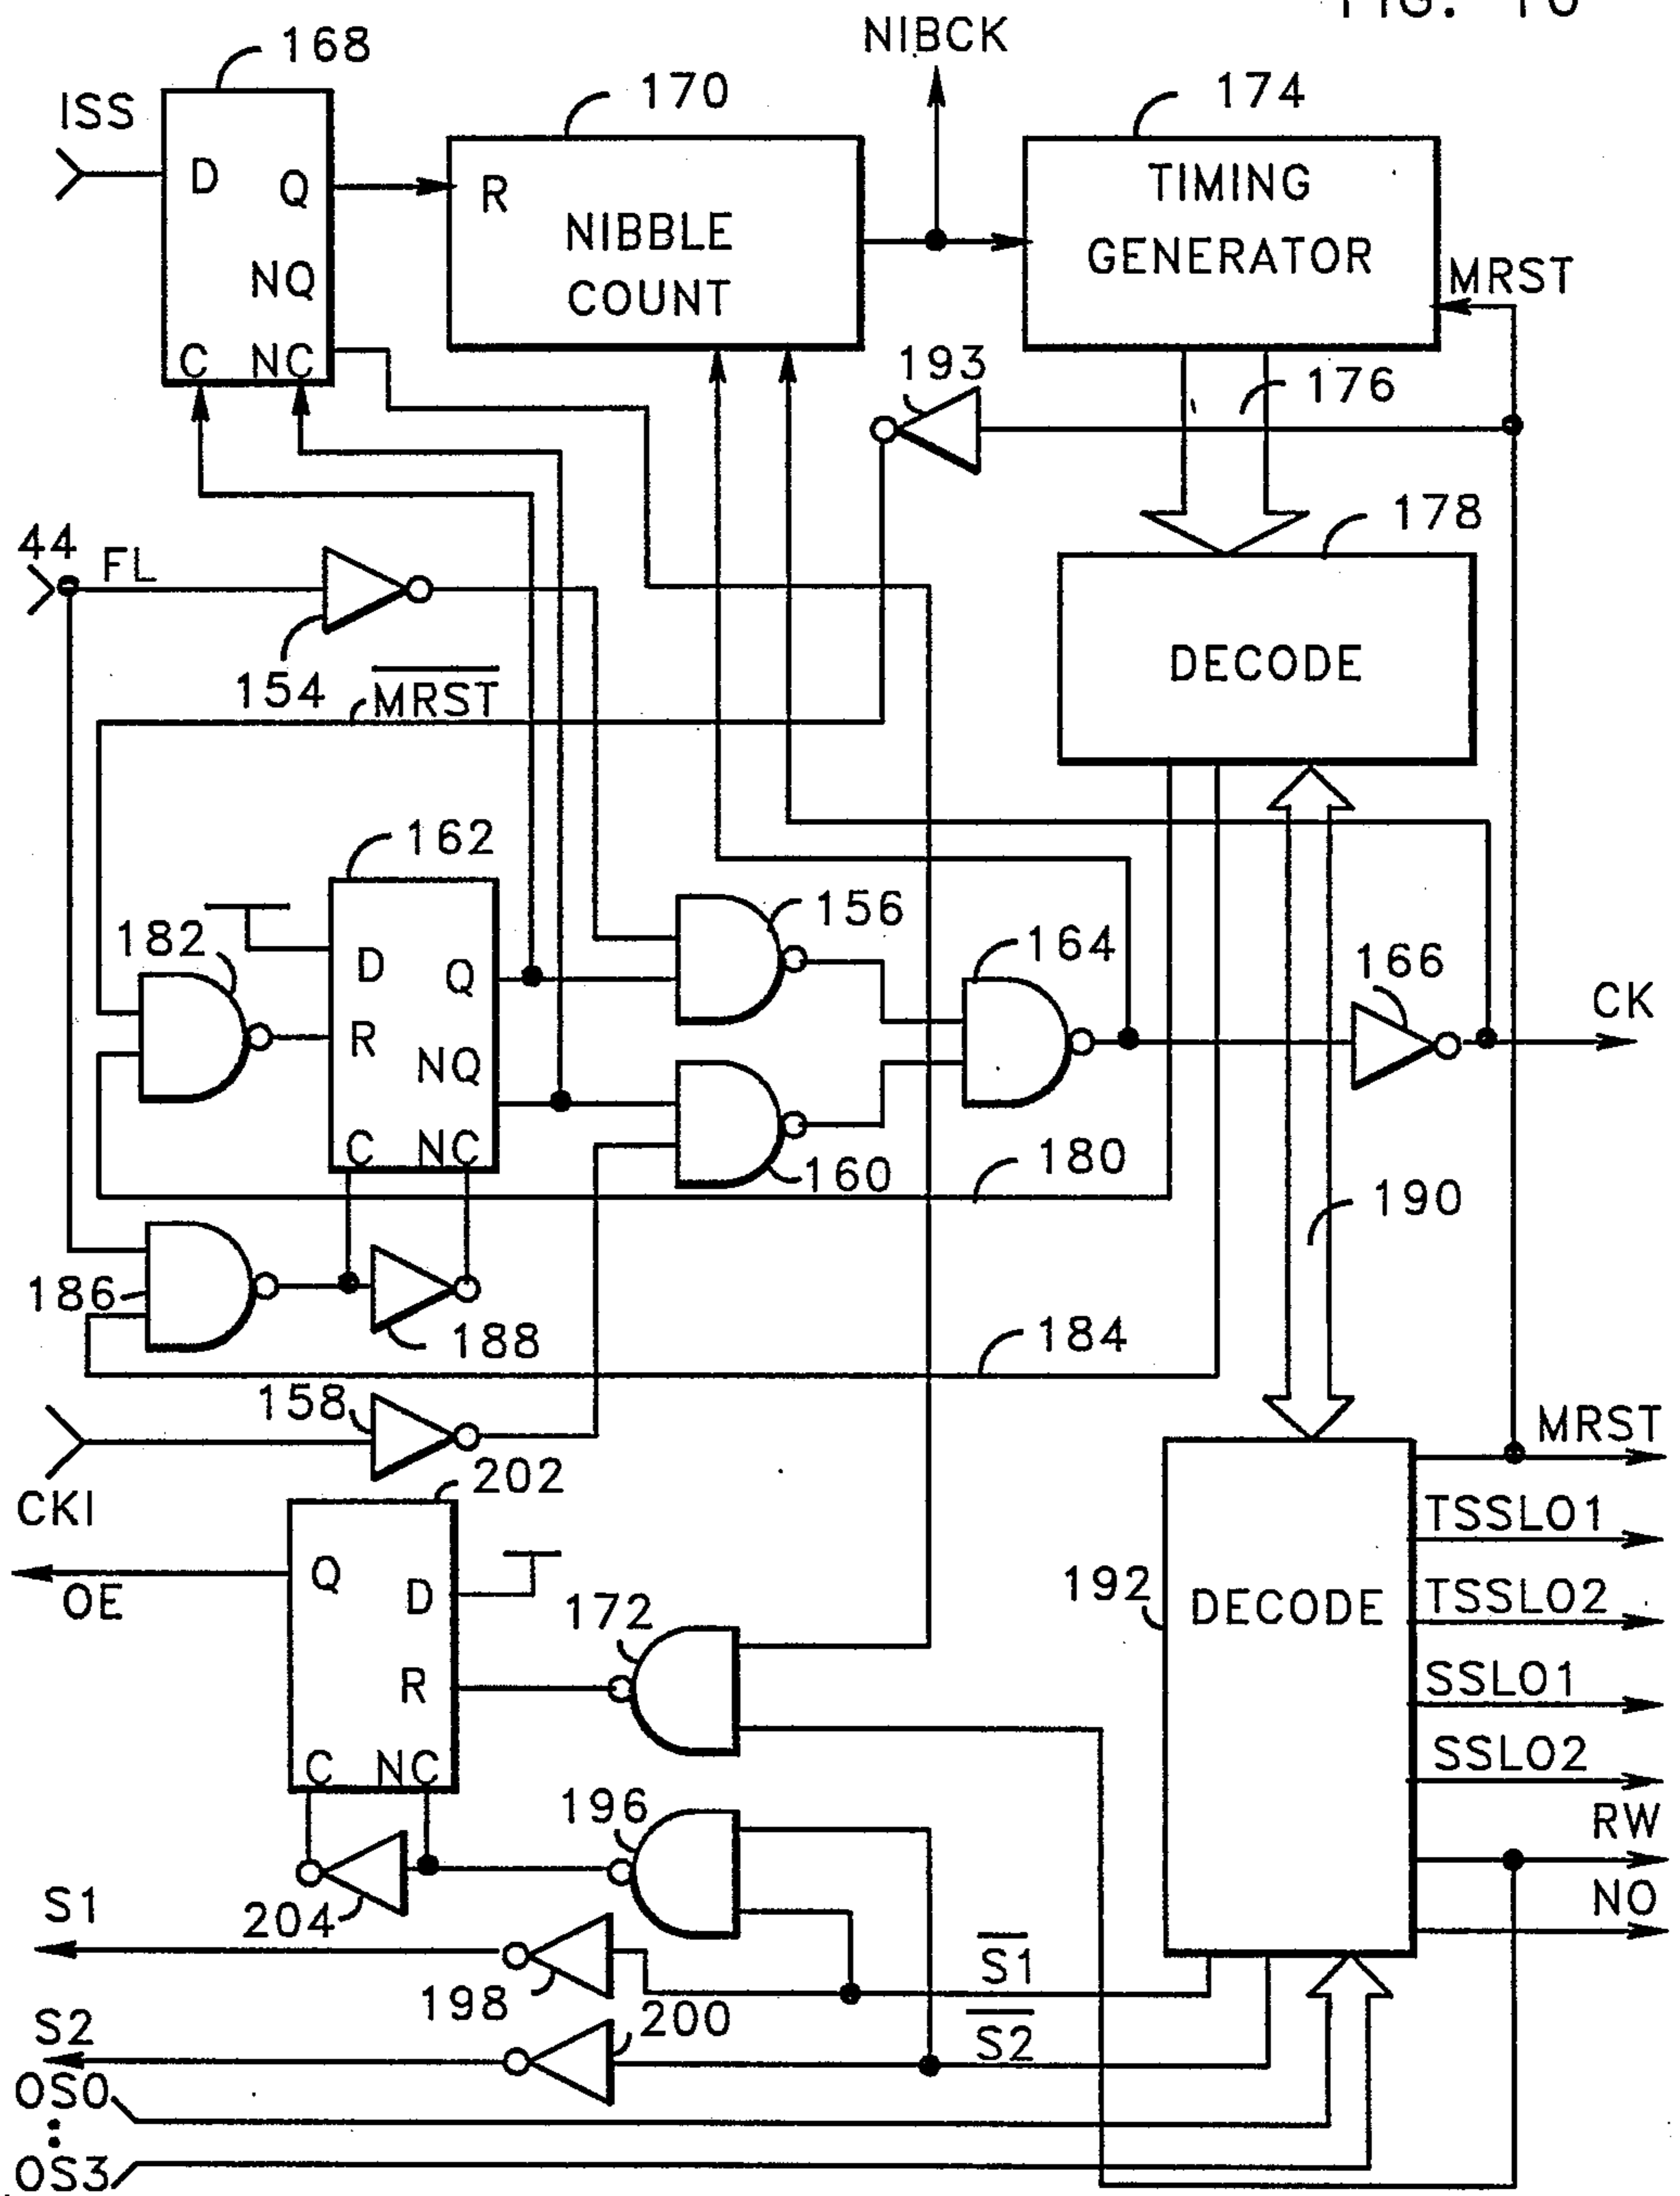 168
NIBCK
ISS
170
174
D
Q
NQ
C
NC
R
NIBBLE
COUNT
TIMING
GENERATOR
MRST
193
176
44
FL
178
154
MRST
DECODE
162
182
D
Q
R
NQ
C
NC
156
164
166
CK
160
180
190
186
188
184
158
CKI
202
MRST
TSSLO1
TSSLO2
SSLO1
SSLO2
RW
NO
OE
Q
D
R
C
NC
172
192
DECODE
196
204
S1
198
S1
S2
200
S2
OS0
OS3